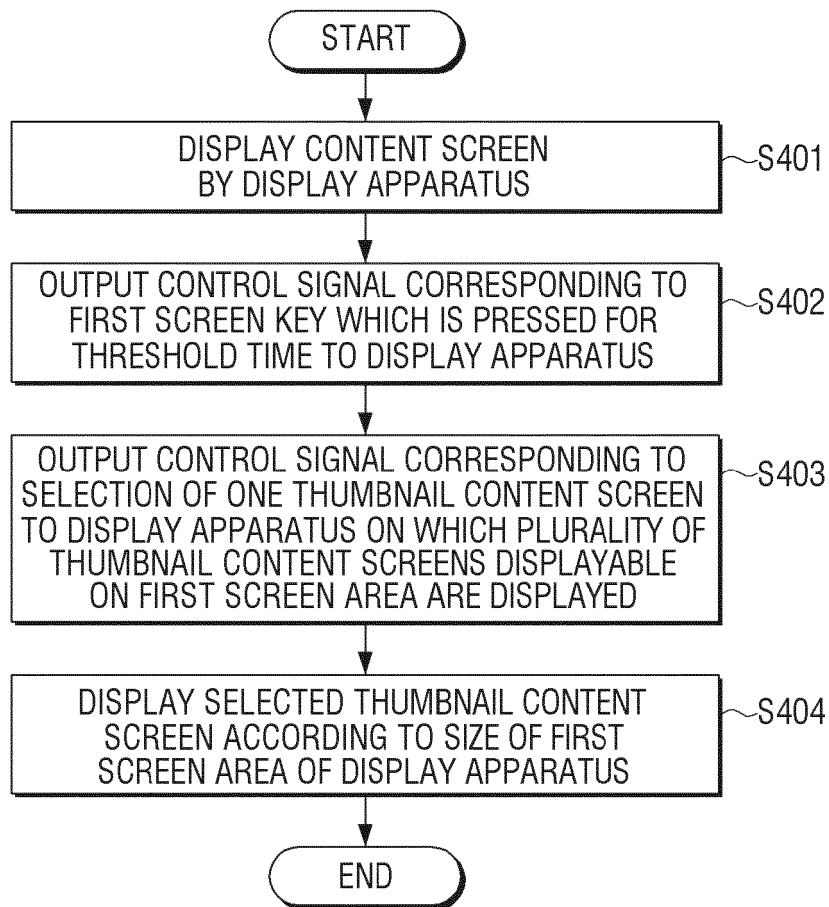 START
DISPLAY CONTENT SCREEN
BY DISPLAY APPARATUS
S401
OUTPUT CONTROL SIGNAL CORRESPONDING TO
FIRST SCREEN KEY WHICH IS PRESSED FOR
THRESHOLD TIME TO DISPLAY APPARATUS
S402
OUTPUT CONTROL SIGNAL CORRESPONDING TO
SELECTION OF ONE THUMBNAIL CONTENT SCREEN
TO DISPLAY APPARATUS ON WHICH PLURALITY OF
THUMBNAIL CONTENT SCREENS DISPLAYABLE
ON FIRST SCREEN AREA ARE DISPLAYED
S403
DISPLAY SELECTED THUMBNAIL CONTENT
SCREEN ACCORDING TO SIZE OF FIRST
SCREEN AREA OF DISPLAY APPARATUS
S404
END